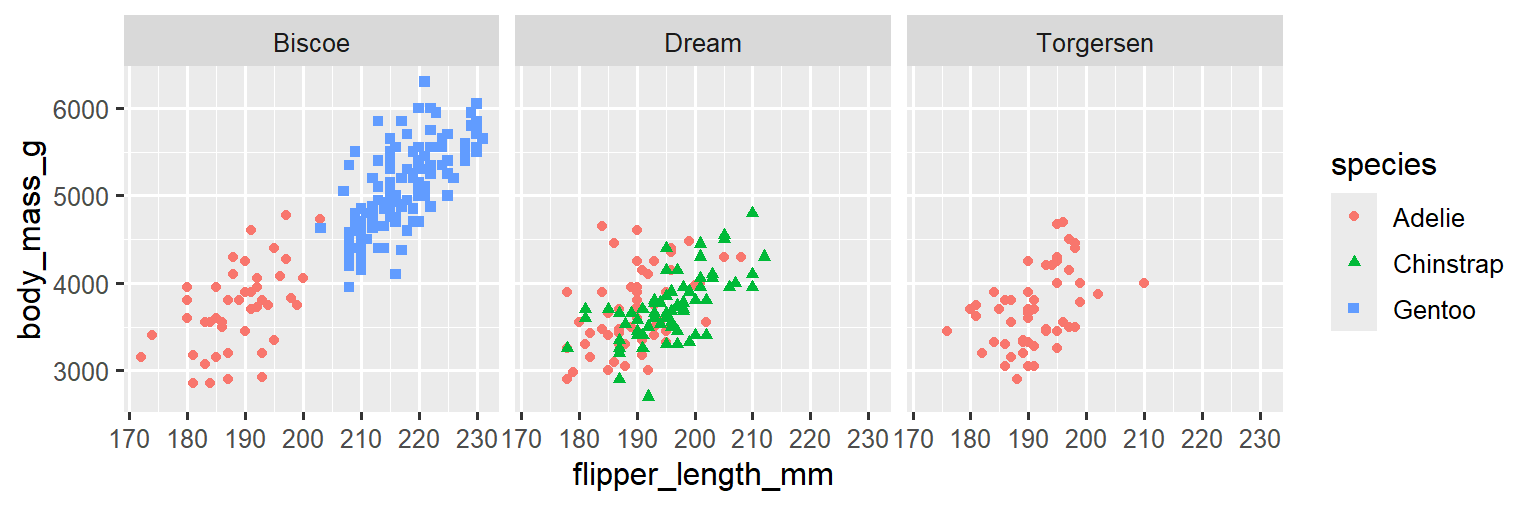 Biscoe Dream Torgersen
body_mass_g
6000
5000
4000
3000
170 180 190 200 210 220 230 170 180 190 200 210 220 230 170 180 190 200 210 220 230
flipper_length_mm
species
Adelie
Chinstrap
Gentoo